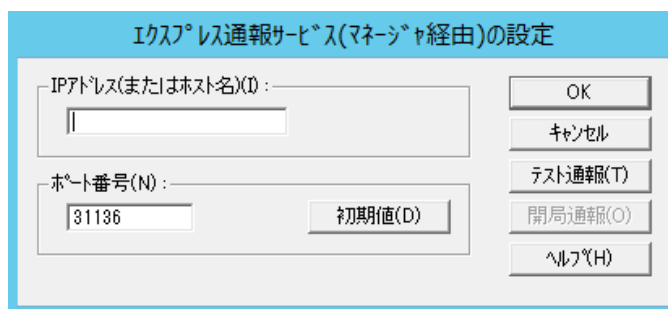 ｴｸｽﾌﾟﾚｽ通報ｻｰﾋﾞｽ(ﾏﾈｰｼﾞｬ経由)の設定
IPｱﾄﾞﾚｽ(またはﾎｽﾄ名)(I) :
OK
ｷｬﾝｾﾙ
ﾃｽﾄ通報(T)
ﾎﾟｰﾄ番号(N) :
31136
初期値(D)
開局通報(O)
ﾍﾙﾌﾟ(H)